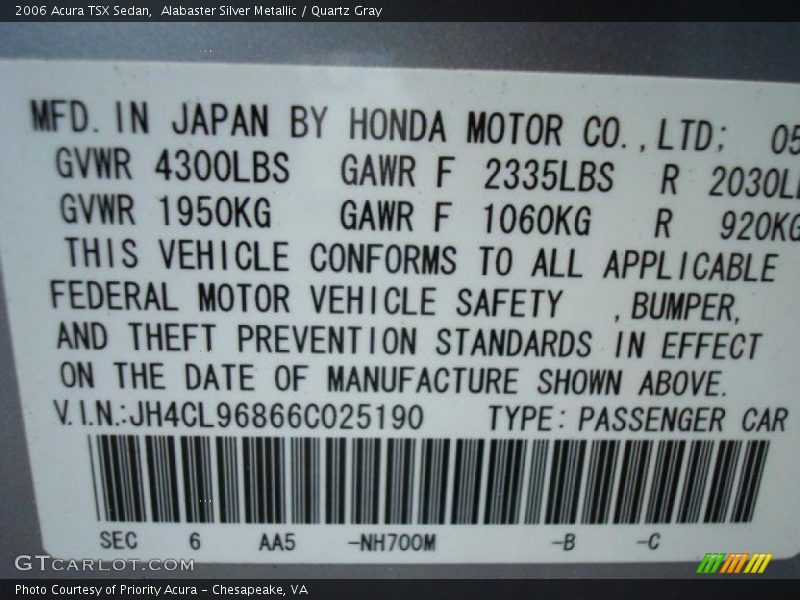 2006 Acura TSX Sedan, Alabaster Silver Metallic / Quartz Gray
MFD. IN JAPAN BY HONDA MOTOR CO., LTD; 05
GVWR 4300LBS GAWR F 2335LBS R 2030L
GVWR 1950KG GAWR F 1060KG R 920KG
THIS VEHICLE CONFORMS TO ALL APPLICABLE
FEDERAL MOTOR VEHICLE SAFETY , BUMPER,
AND THEFT PREVENTION STANDARDS IN EFFECT
ON THE DATE OF MANUFACTURE SHOWN ABOVE.
V.I.N.:JH4CL96866C025190 TYPE: PASSENGER CAR
SEC 6 AA5 -NH700M -B -C
GTCARLOT.COM
Photo Courtesy of Priority Acura - Chesapeake, VA